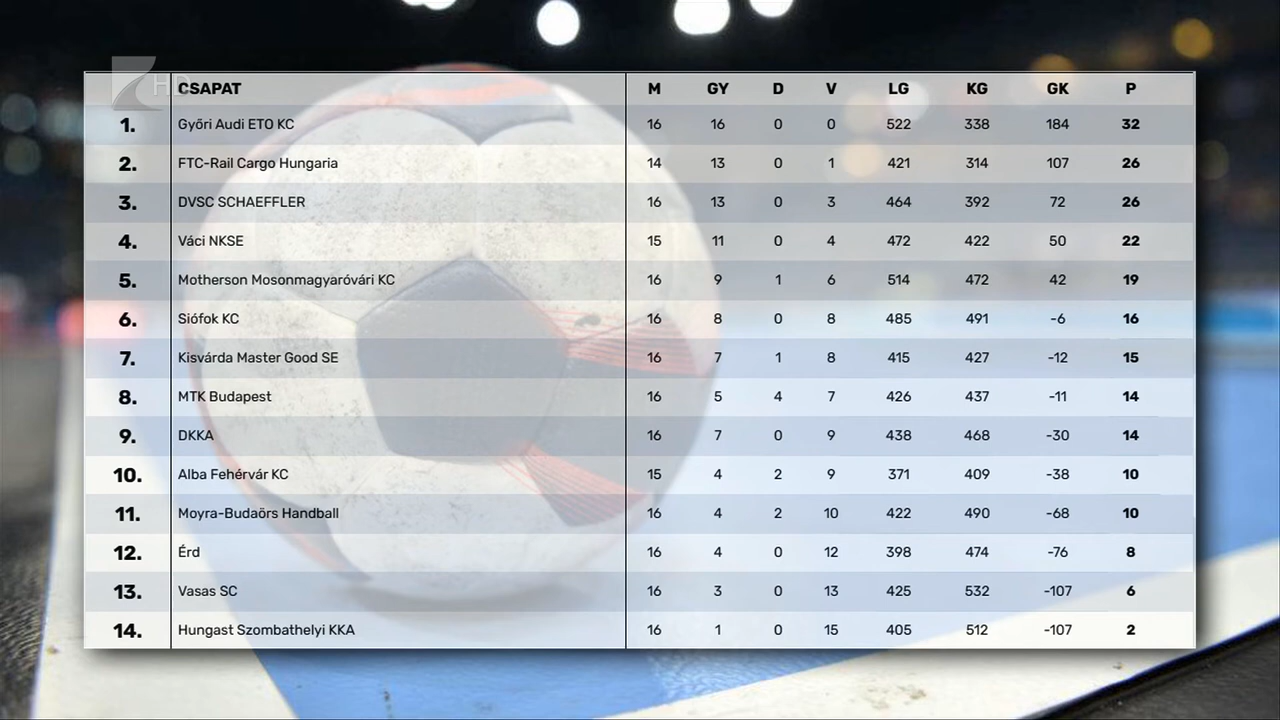 HD
CSAPAT M GY D V LG KG GK P
1. Győri Audi ETO KC 16 16 0 0 522 338 184 32
2. FTC-Rail Cargo Hungaria 14 13 0 1 421 314 107 26
3. DVSC SCHAEFFLER 16 13 0 3 464 392 72 26
4. Váci NKSE 15 11 0 4 472 422 50 22
5. Motherson Mosonmagyaróvári KC 16 9 1 6 514 472 42 19
6. Siófok KC 16 8 0 8 485 491 -6 16
7. Kisvárda Master Good SE 16 7 1 8 415 427 -12 15
8. MTK Budapest 16 5 4 7 426 437 -11 14
9. DKKA 16 7 0 9 438 468 -30 14
10. Alba Fehérvár KC 15 4 2 9 371 409 -38 10
11. Moyra-Budaörs Handball 16 4 2 10 422 490 -68 10
12. Érd 16 4 0 12 398 474 -76 8
13. Vasas SC 16 3 0 13 425 532 -107 6
14. Hungast Szombathelyi KKA 16 1 0 15 405 512 -107 2